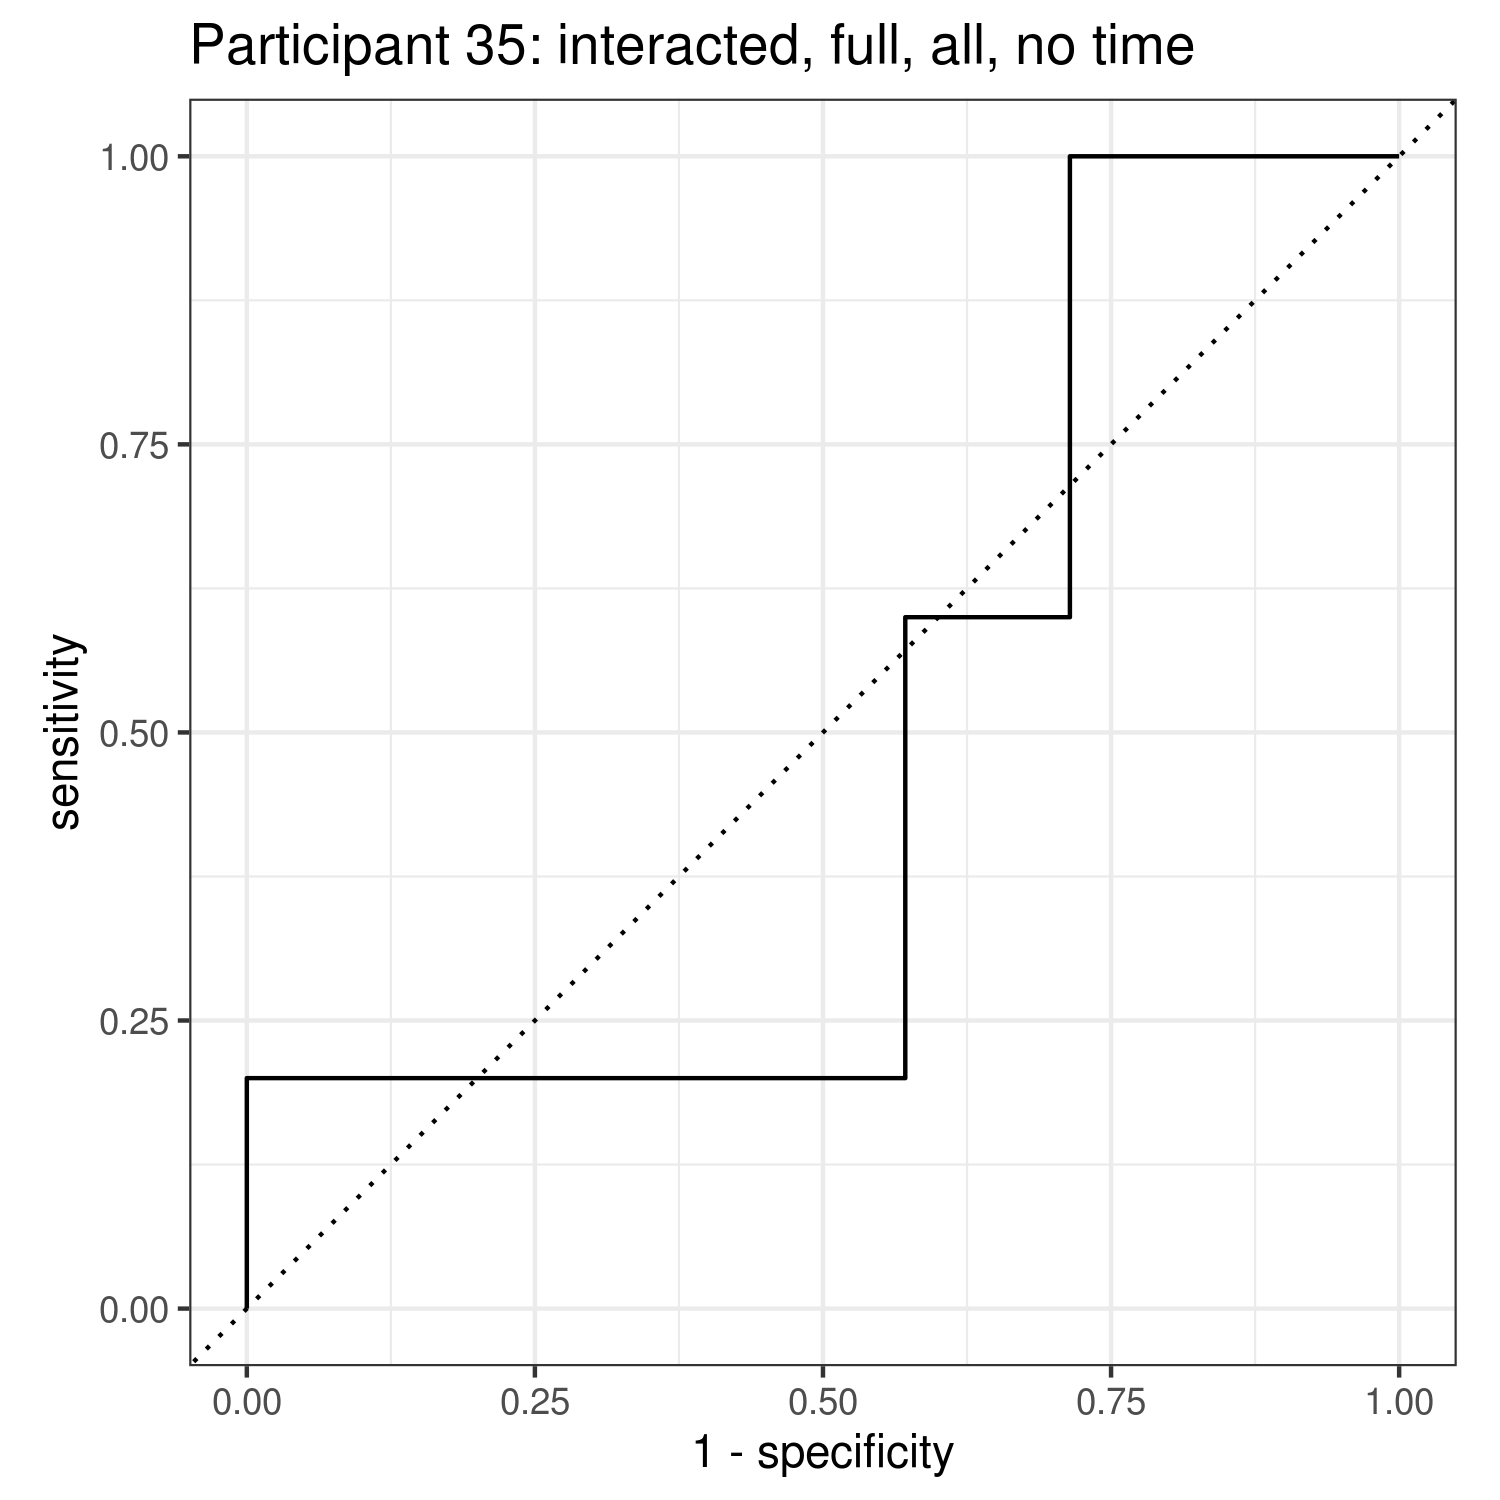 Participant 35: interacted, full, all, no time
1.00
0.75
0.50
0.25
0.00
sensitivity
0.00 0.25 0.50 0.75 1.00
1 - specificity